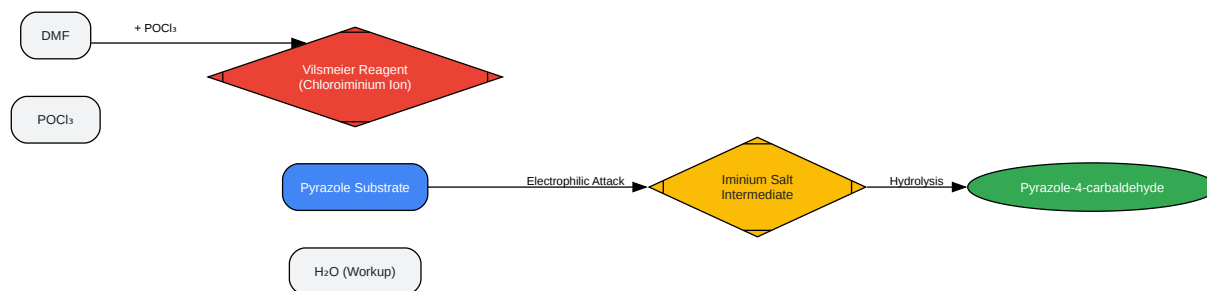 DMF
+ POCl₃
Vilsmeier Reagent
(Chloroiminium Ion)
POCl₃
Pyrazole Substrate
Electrophilic Attack
Iminium Salt
Intermediate
Hydrolysis
Pyrazole-4-carbaldehyde
H₂O (Workup)